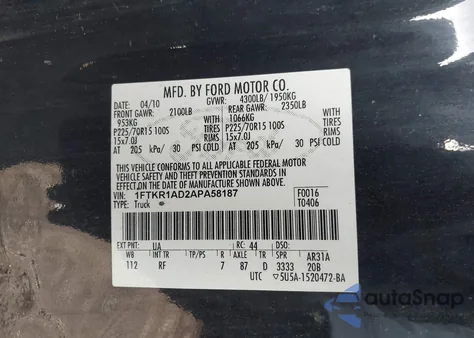 MFD. BY FORD MOTOR CO.
DATE: 04/10 GVWR: 4300LB/1950KG
FRONT GAWR: 2100LB REAR GAWR: 2350LB
953KG WITH 1066KG WITH
P225/70R15 100S TIRES P225/70R15 100S TIRES
15x7.0J RIMS 15x7.0J RIMS
AT 205 kPa/ 30 PSI COLD AT 205 kPa/ 30 PSI COLD
THIS VEHICLE CONFORMS TO ALL APPLICABLE FEDERAL MOTOR
VEHICLE SAFETY AND THEFT PREVENTION STANDARDS IN
EFFECT ON THE DATE OF MANUFACTURE SHOWN ABOVE.
VIN: 1FTKR1AD2APA58187 F0016
TYPE: Truck T0406
EXT PNT: UA RC: 44 DSO:
WB INT TR TP/PS R AXLE TR SPR AR31A
112 RF 7 87 D 3333 20B
UTC 5U5A-1520472-BA
autoSnap